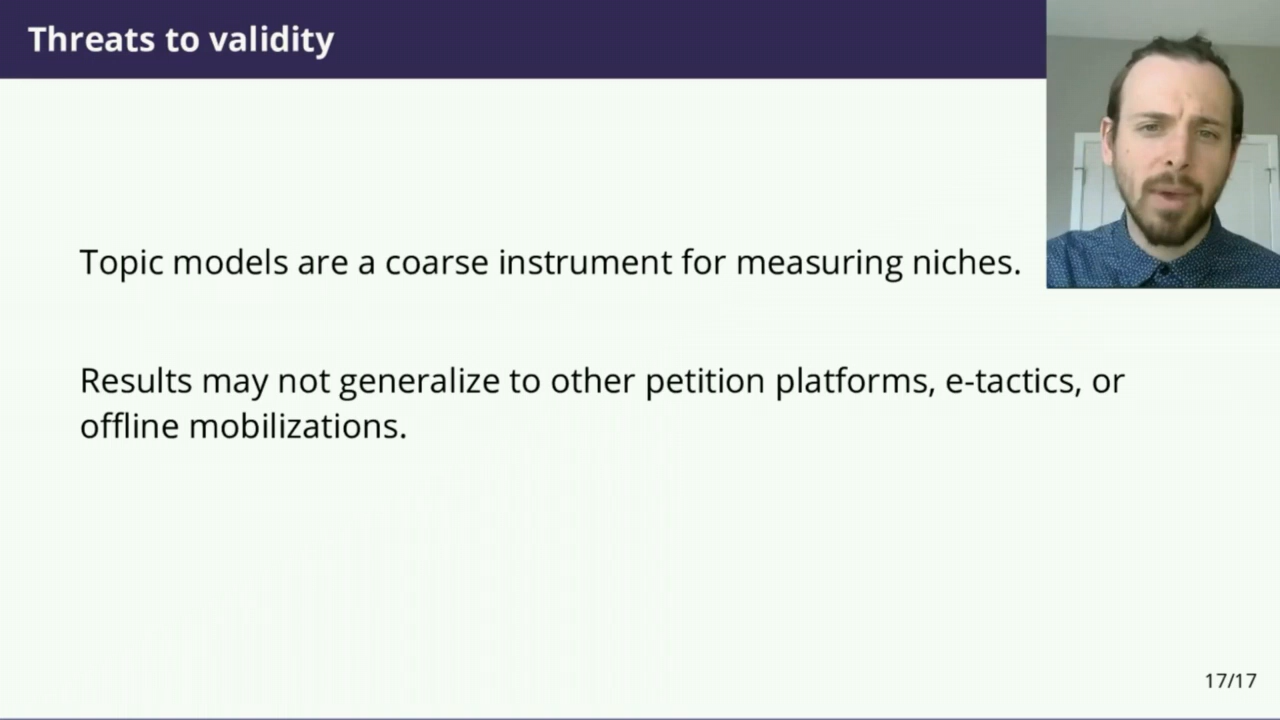 Threats to validity
Topic models are a coarse instrument for measuring niches.
Results may not generalize to other petition platforms, e-tactics, or
offline mobilizations.
17/17